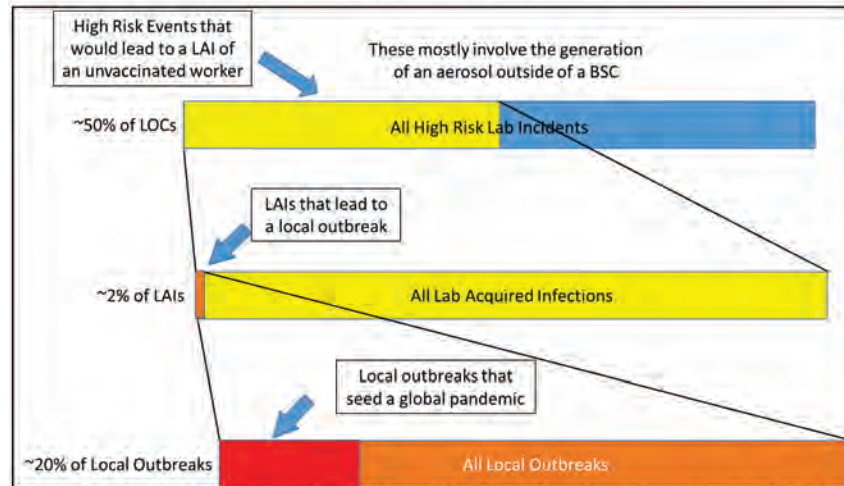 High Risk Events that
would lead to a LAI of
an unvaccinated worker
These mostly involve the generation
of an aerosol outside of a BSC
~50% of LOCs
All High Risk Lab Incidents
LAIs that lead to
a local outbreak
~2% of LAIs
All Lab Acquired Infections
Local outbreaks that
seed a global pandemic
~20% of Local Outbreaks
All Local Outbreaks